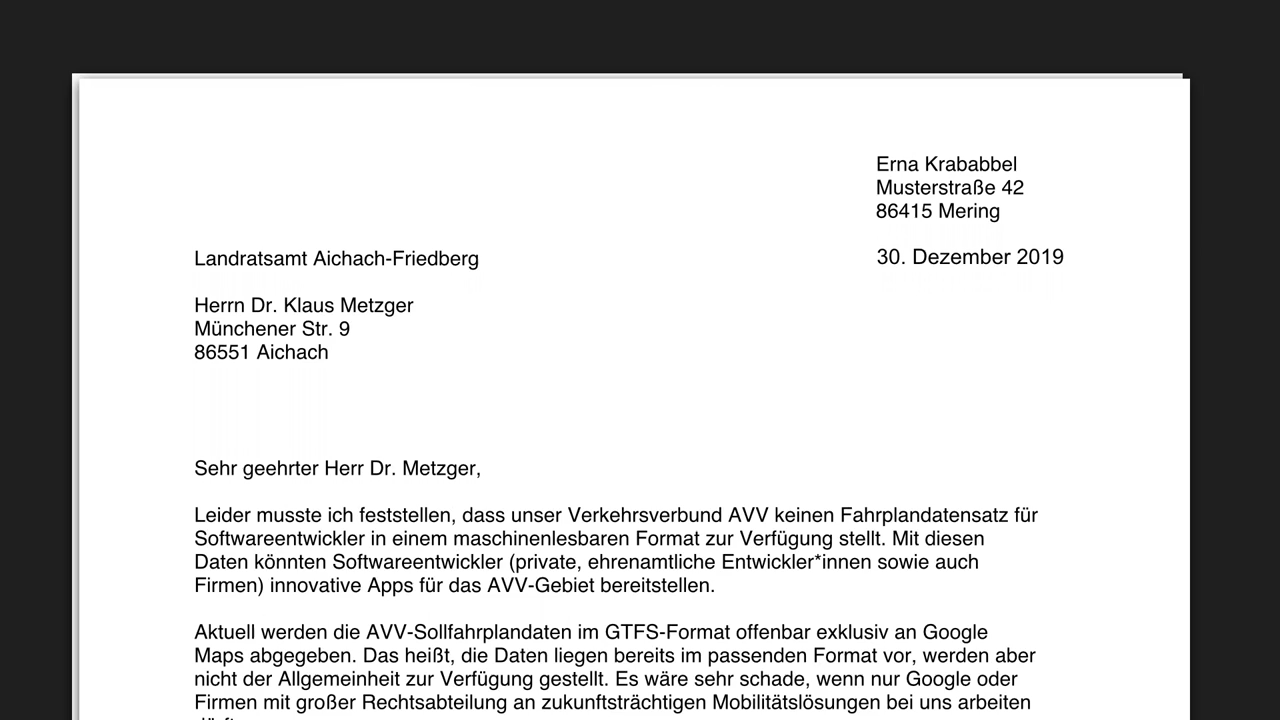 Erna Krababbel
Musterstraße 42
86415 Mering
Landratsamt Aichach-Friedberg
30. Dezember 2019
Herrn Dr. Klaus Metzger
Münchener Str. 9
86551 Aichach
Sehr geehrter Herr Dr. Metzger,
Leider musste ich feststellen, dass unser Verkehrsverbund AVV keinen Fahrplandatensatz für
Softwareentwickler in einem maschinenlesbaren Format zur Verfügung stellt. Mit diesen
Daten könnten Softwareentwickler (private, ehrenamtliche Entwickler*innen sowie auch
Firmen) innovative Apps für das AVV-Gebiet bereitstellen.
Aktuell werden die AVV-Sollfahrplandaten im GTFS-Format offenbar exklusiv an Google
Maps abgegeben. Das heißt, die Daten liegen bereits im passenden Format vor, werden aber
nicht der Allgemeinheit zur Verfügung gestellt. Es wäre sehr schade, wenn nur Google oder
Firmen mit großer Rechtsabteilung an zukunftsträchtigen Mobilitätslösungen bei uns arbeiten